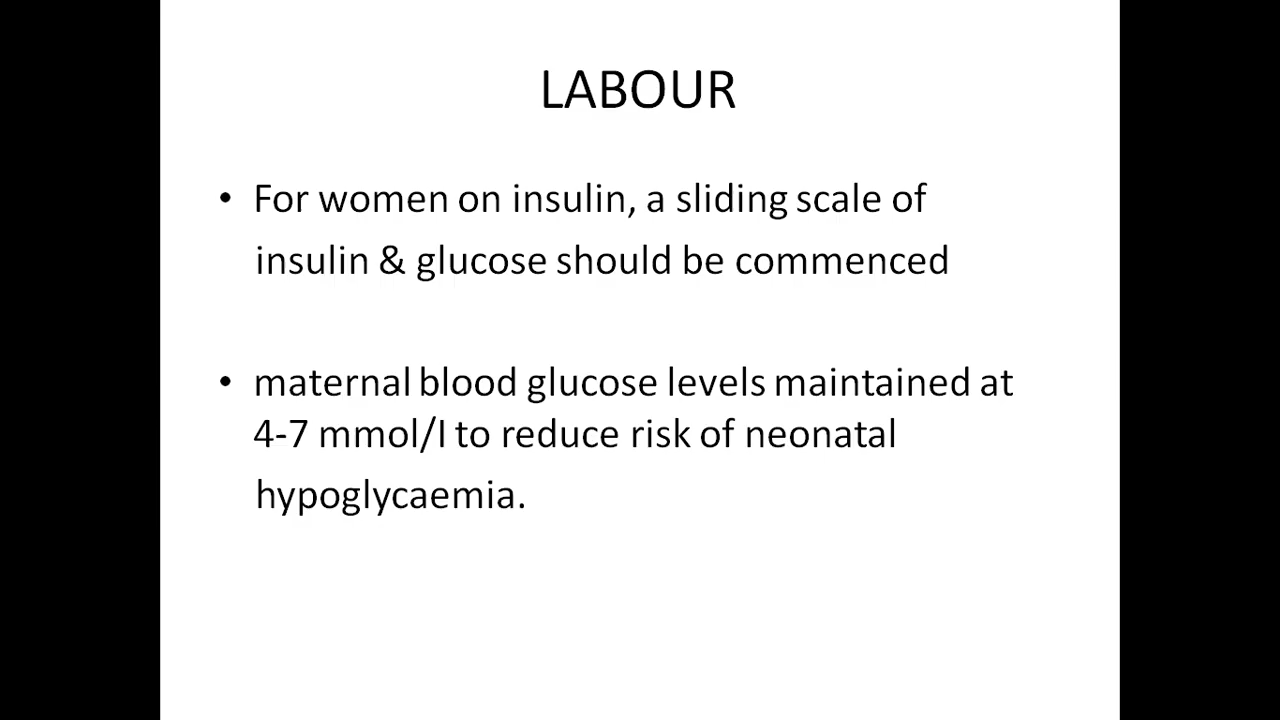 LABOUR
• For women on insulin, a sliding scale of
insulin & glucose should be commenced
• maternal blood glucose levels maintained at
4-7 mmol/l to reduce risk of neonatal
hypoglycaemia.